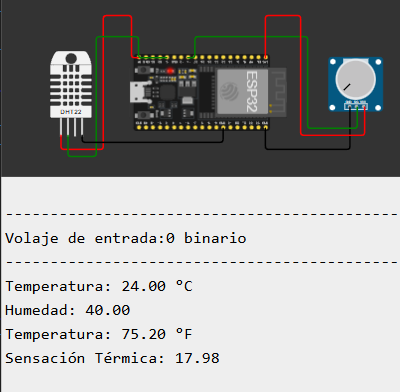 DHT22
ESP32
-------------------------------------------
Volaje de entrada:0 binario
-------------------------------------------
Temperatura: 24.00 °C
Humedad: 40.00
Temperatura: 75.20 °F
Sensación Térmica: 17.98